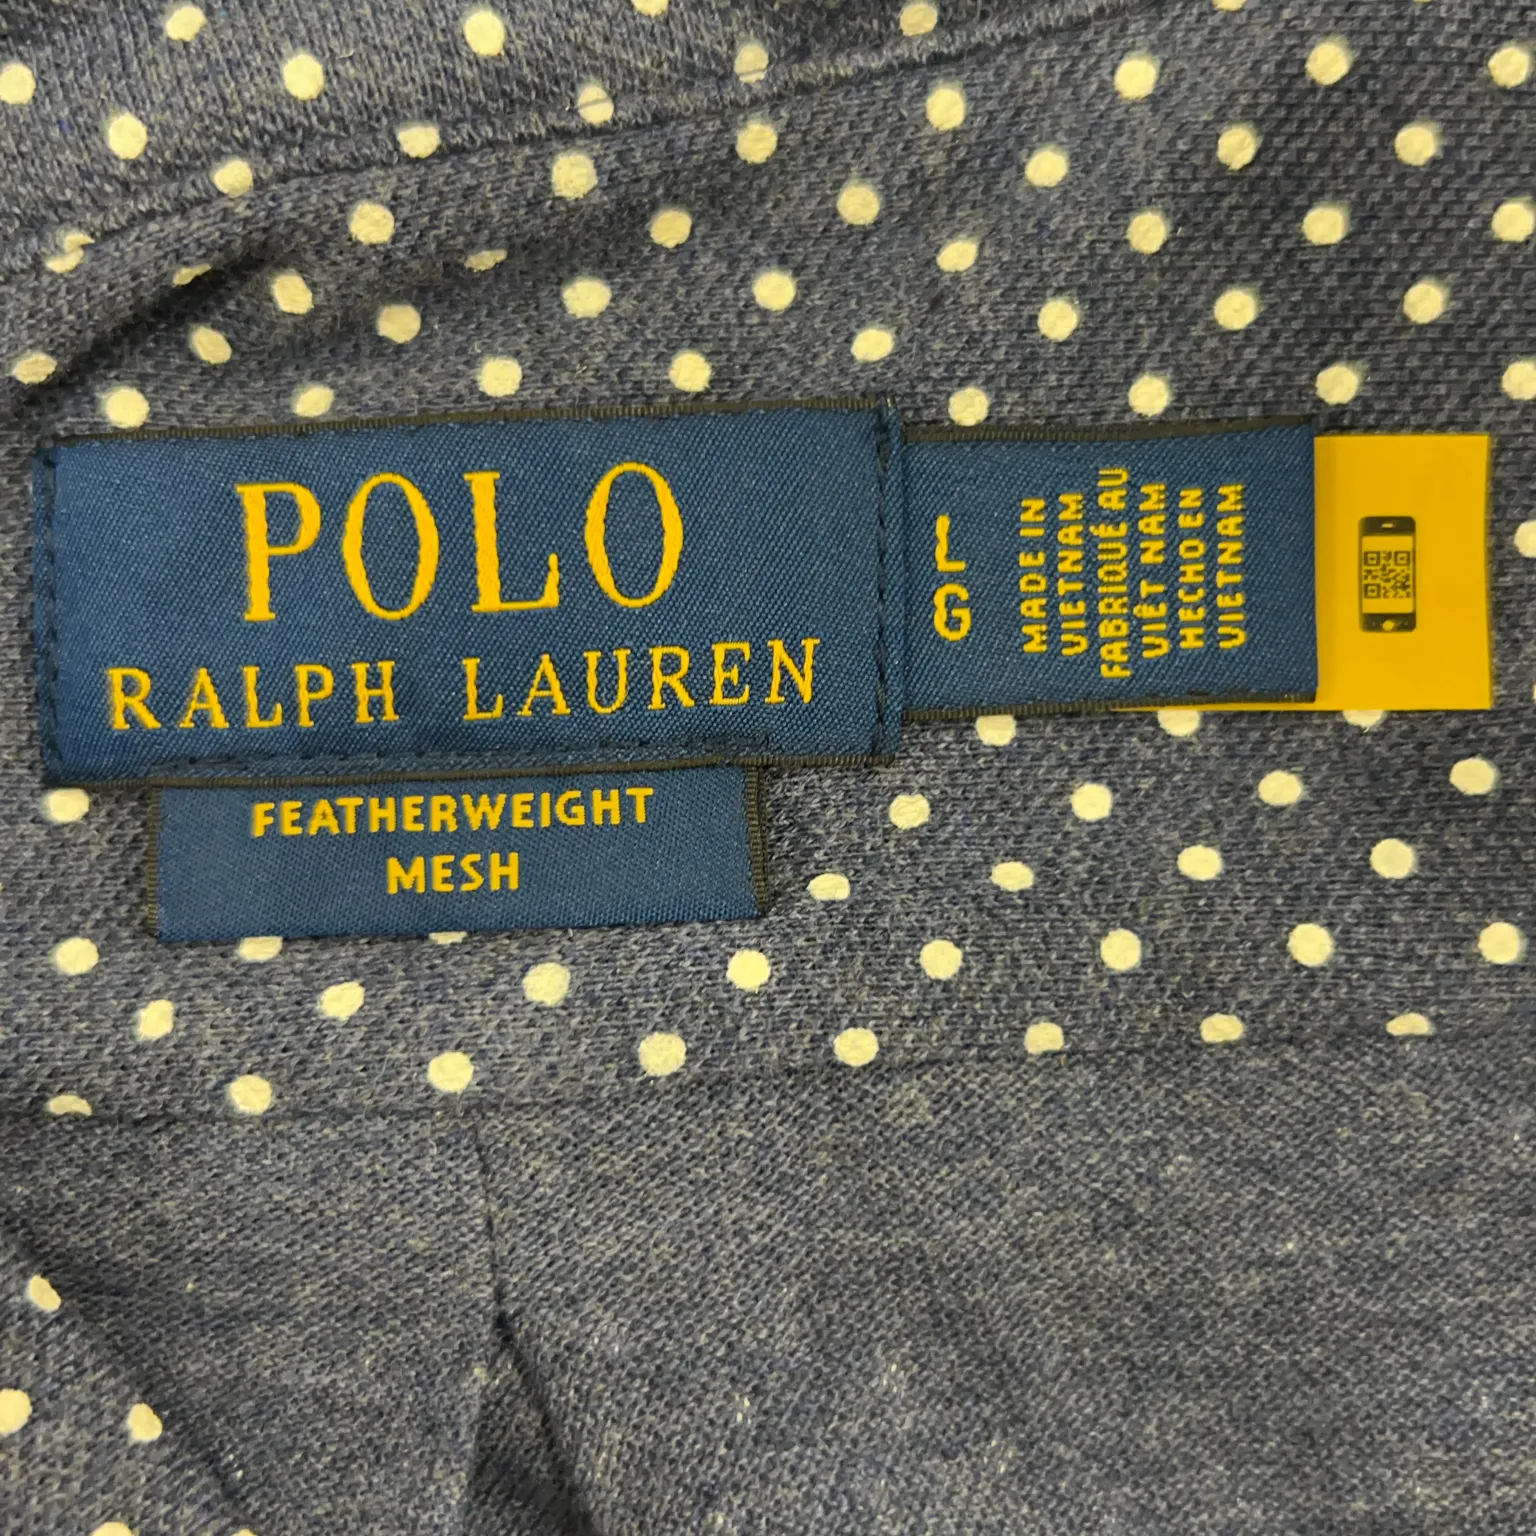 POLO
RALPH LAUREN
FEATHERWEIGHT
MESH
L
G
MADE IN
VIETNAM
FABRIQUÉ AU
VIÊT NAM
HECHO EN
VIETNAM